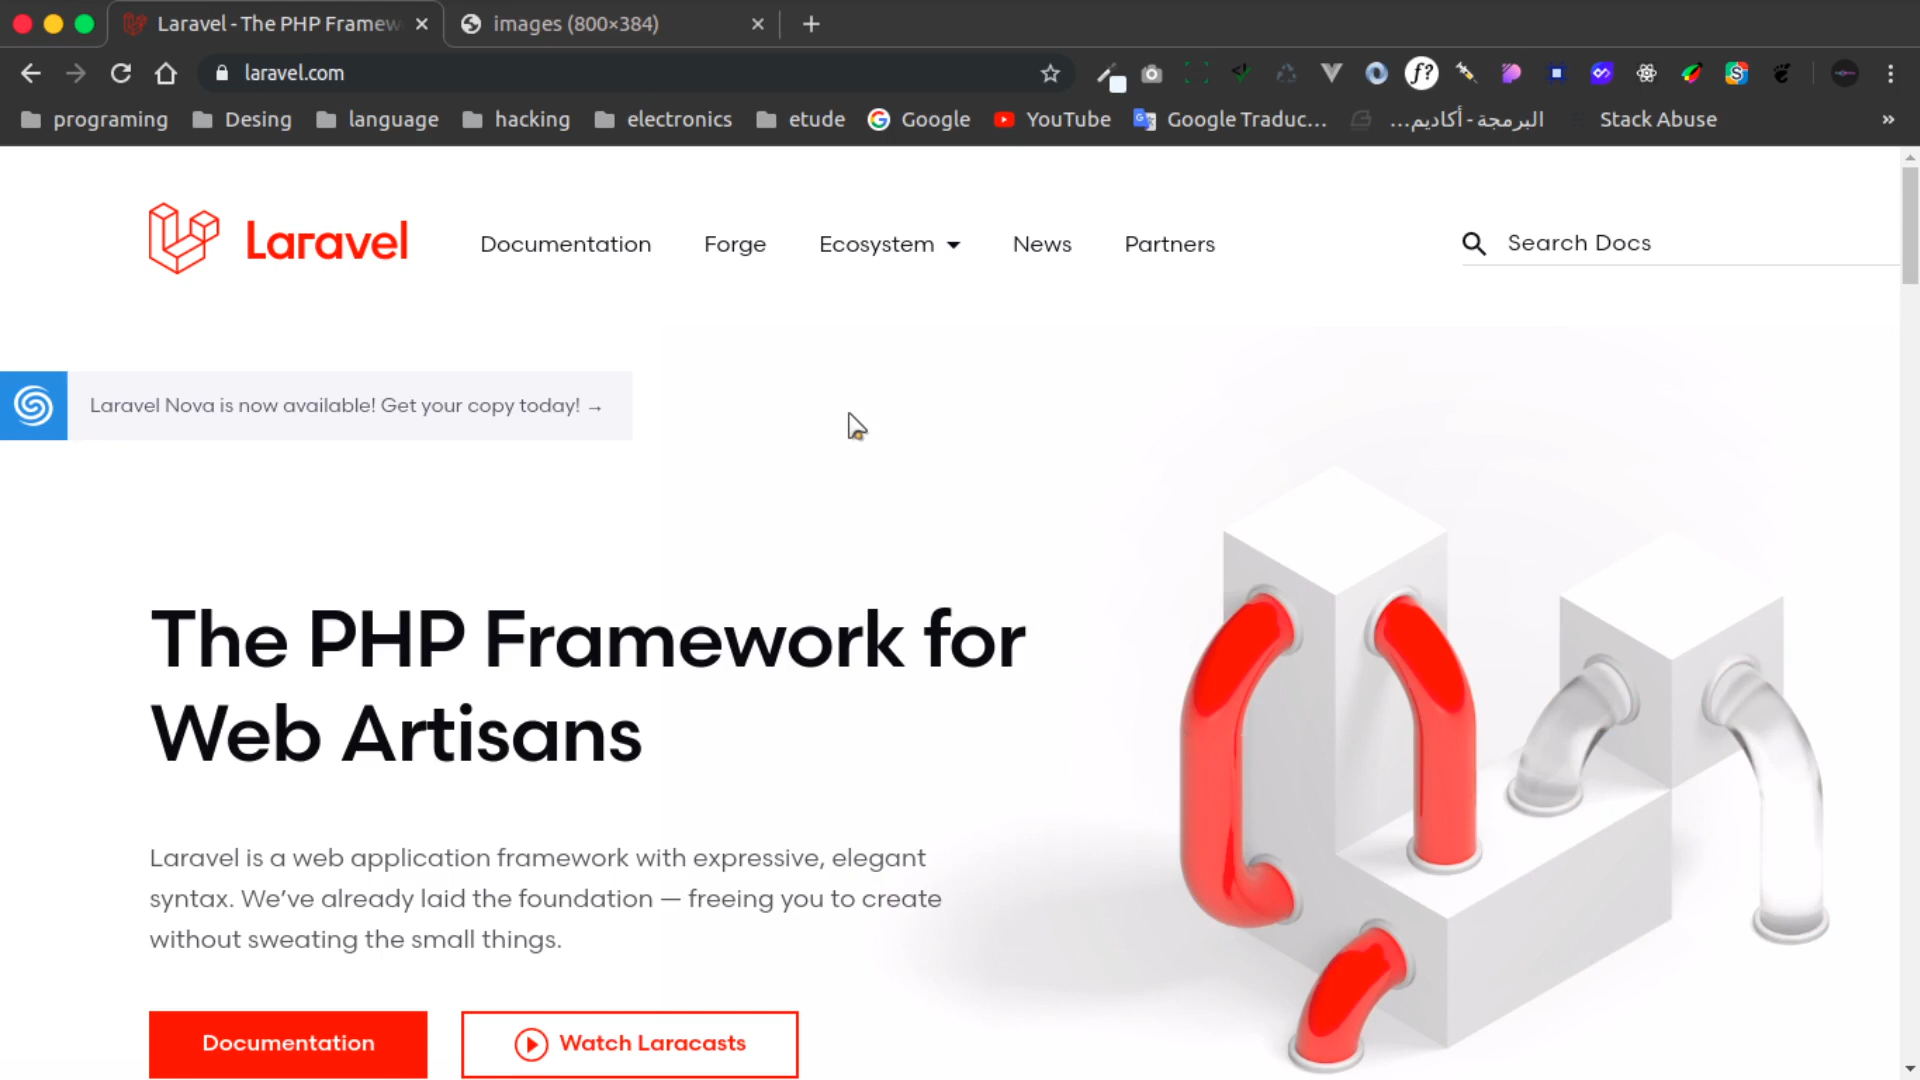 Laravel - The PHP Framew
images (800×384)
laravel.com
f?
programing
Desing
language
hacking
electronics
etude
Google
YouTube
Google Traduc...
البرمجة - أكاديم...
Stack Abuse
»
Laravel
Documentation
Forge
Ecosystem
News
Partners
Search Docs
Laravel Nova is now available! Get your copy today! →
The PHP Framework for
Web Artisans
Laravel is a web application framework with expressive, elegant
syntax. We’ve already laid the foundation — freeing you to create
without sweating the small things.
Documentation
Watch Laracasts